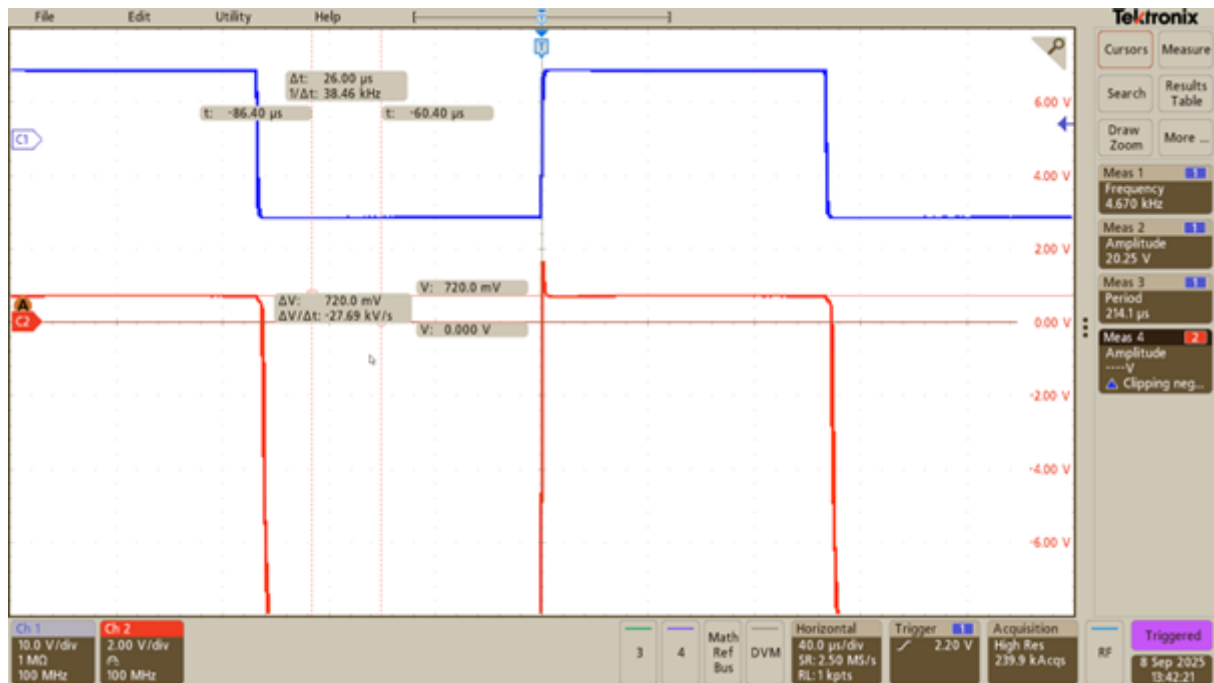 File Edit Utility Help
Tektronix
T
Cursors Measure
Search Results Table
Draw Zoom More ...
Δt: 26.00 µs
1/Δt: 38.46 kHz
t: -86.40 µs t: -60.40 µs
C1
6.00 V
4.00 V
2.00 V
0.00 V
-2.00 V
-4.00 V
-6.00 V
V: 720.0 mV
ΔV: 720.0 mV
ΔV/Δt: -27.69 kV/s
V: 0.000 V
A
C2
Meas 1 1
Frequency
4.670 kHz
Meas 2 1
Amplitude
20.25 V
Meas 3 1
Period
214.1 µs
Meas 4 2
Amplitude
----V
Clipping neg...
Ch 1
10.0 V/div
1 MΩ
100 MHz
Ch 2
2.00 V/div
100 MHz
3
4
Math
Ref
Bus
DVM
Horizontal
40.0 µs/div
SR: 2.50 MS/s
RL: 1 kpts
Trigger 1
2.20 V
Acquisition
High Res
239.9 kAcqs
RF
Triggered
8 Sep 2025
13:42:21